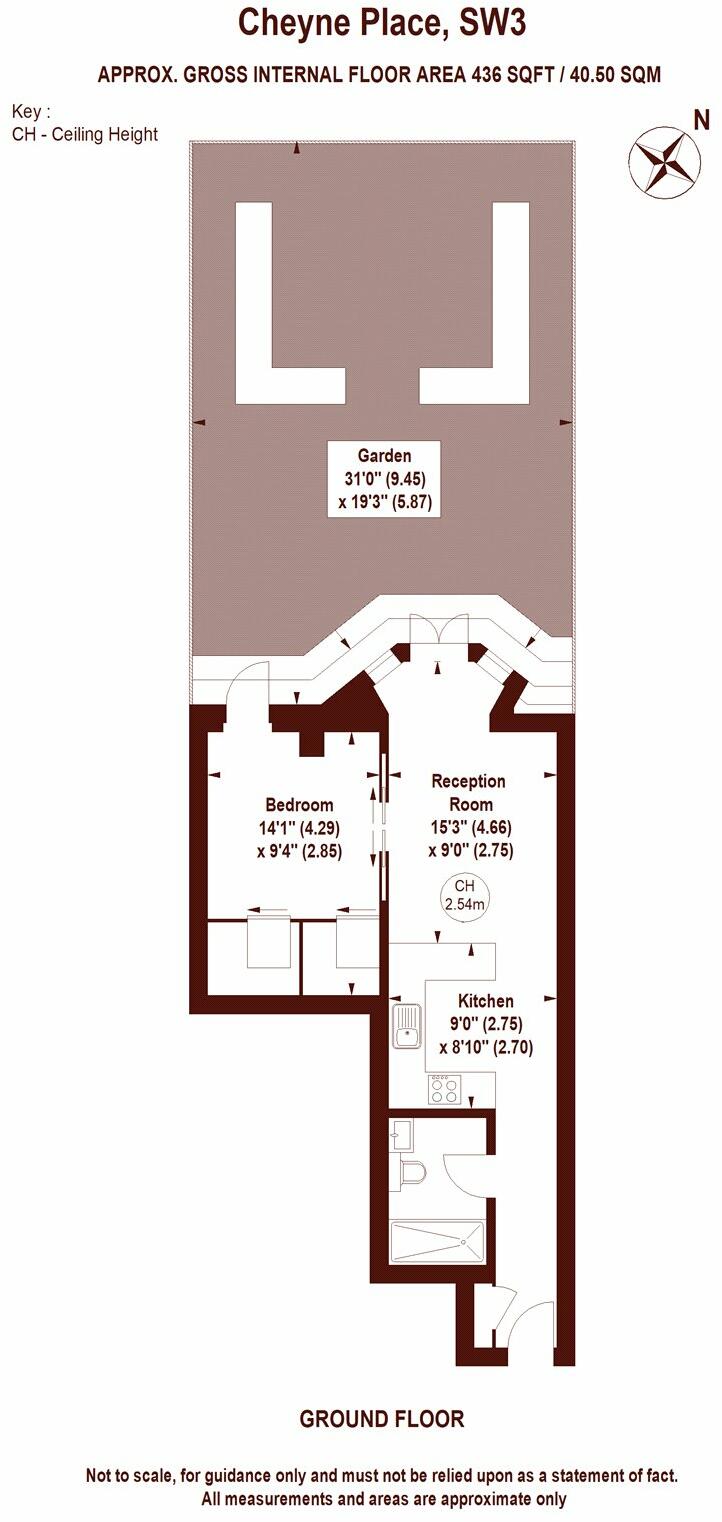 Cheyne Place, SW3
APPROX. GROSS INTERNAL FLOOR AREA 436 SQFT / 40.50 SQM
Key :
CH - Ceiling Height
N
Garden
31'0" (9.45)
x 19'3" (5.87)
Reception
Room
15'3" (4.66)
x 9'0" (2.75)
Bedroom
14'1" (4.29)
x 9'4" (2.85)
CH
2.54m
Kitchen
9'0" (2.75)
x 8'10" (2.70)
GROUND FLOOR
Not to scale, for guidance only and must not be relied upon as a statement of fact.
All measurements and areas are approximate only